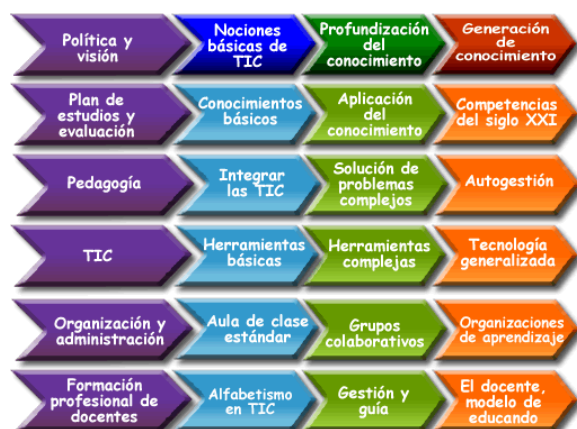 Política y
visión
Nociones
básicas de
TIC
Profundización
del
conocimiento
Generación
de
conocimiento
Plan de
estudios y
evaluación
Conocimientos
básicos
Aplicación
del
conocimiento
Competencias
del siglo XXI
Pedagogía
Integrar
las TIC
Solución de
problemas
complejos
Autogestión
TIC
Herramientas
básicas
Herramientas
complejas
Tecnología
generalizada
Organización y
administración
Aula de clase
estándar
Grupos
colaborativos
Organizaciones
de aprendizaje
Formación
profesional de
docentes
Alfabetismo
en TIC
Gestión y
guía
El docente,
modelo de
educando